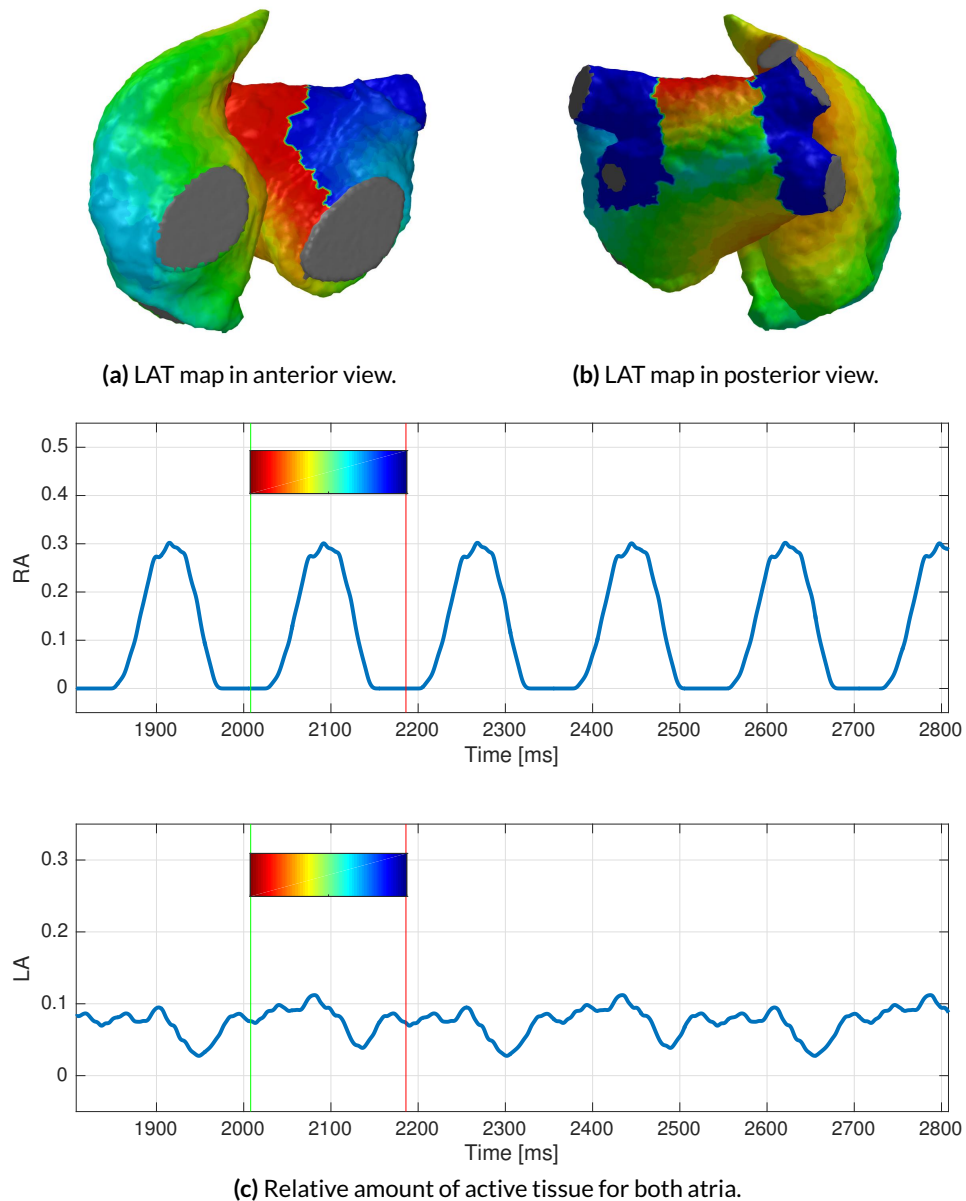 (a) LAT map in anterior view.
(b) LAT map in posterior view.
0.5
0.4
0.3
0.2
0.1
0
RA
1900 2000 2100 2200 2300 2400 2500 2600 2700 2800
Time [ms]
0.3
0.2
0.1
0
LA
1900 2000 2100 2200 2300 2400 2500 2600 2700 2800
Time [ms]
(c) Relative amount of active tissue for both atria.